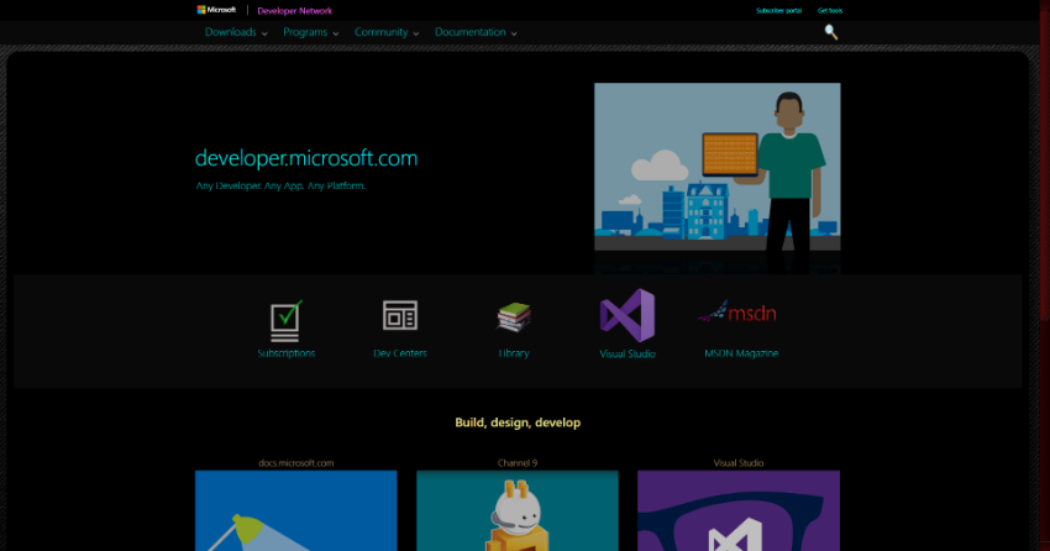 Microsoft | Developer Network Subscriber portal Get tools
Downloads Programs Community Documentation
developer.microsoft.com
Any Developer. Any App. Any Platform.
msdn
Subscriptions Dev Centers Library Visual Studio MSDN Magazine
Build, design, develop
docs.microsoft.com Channel 9 Visual Studio